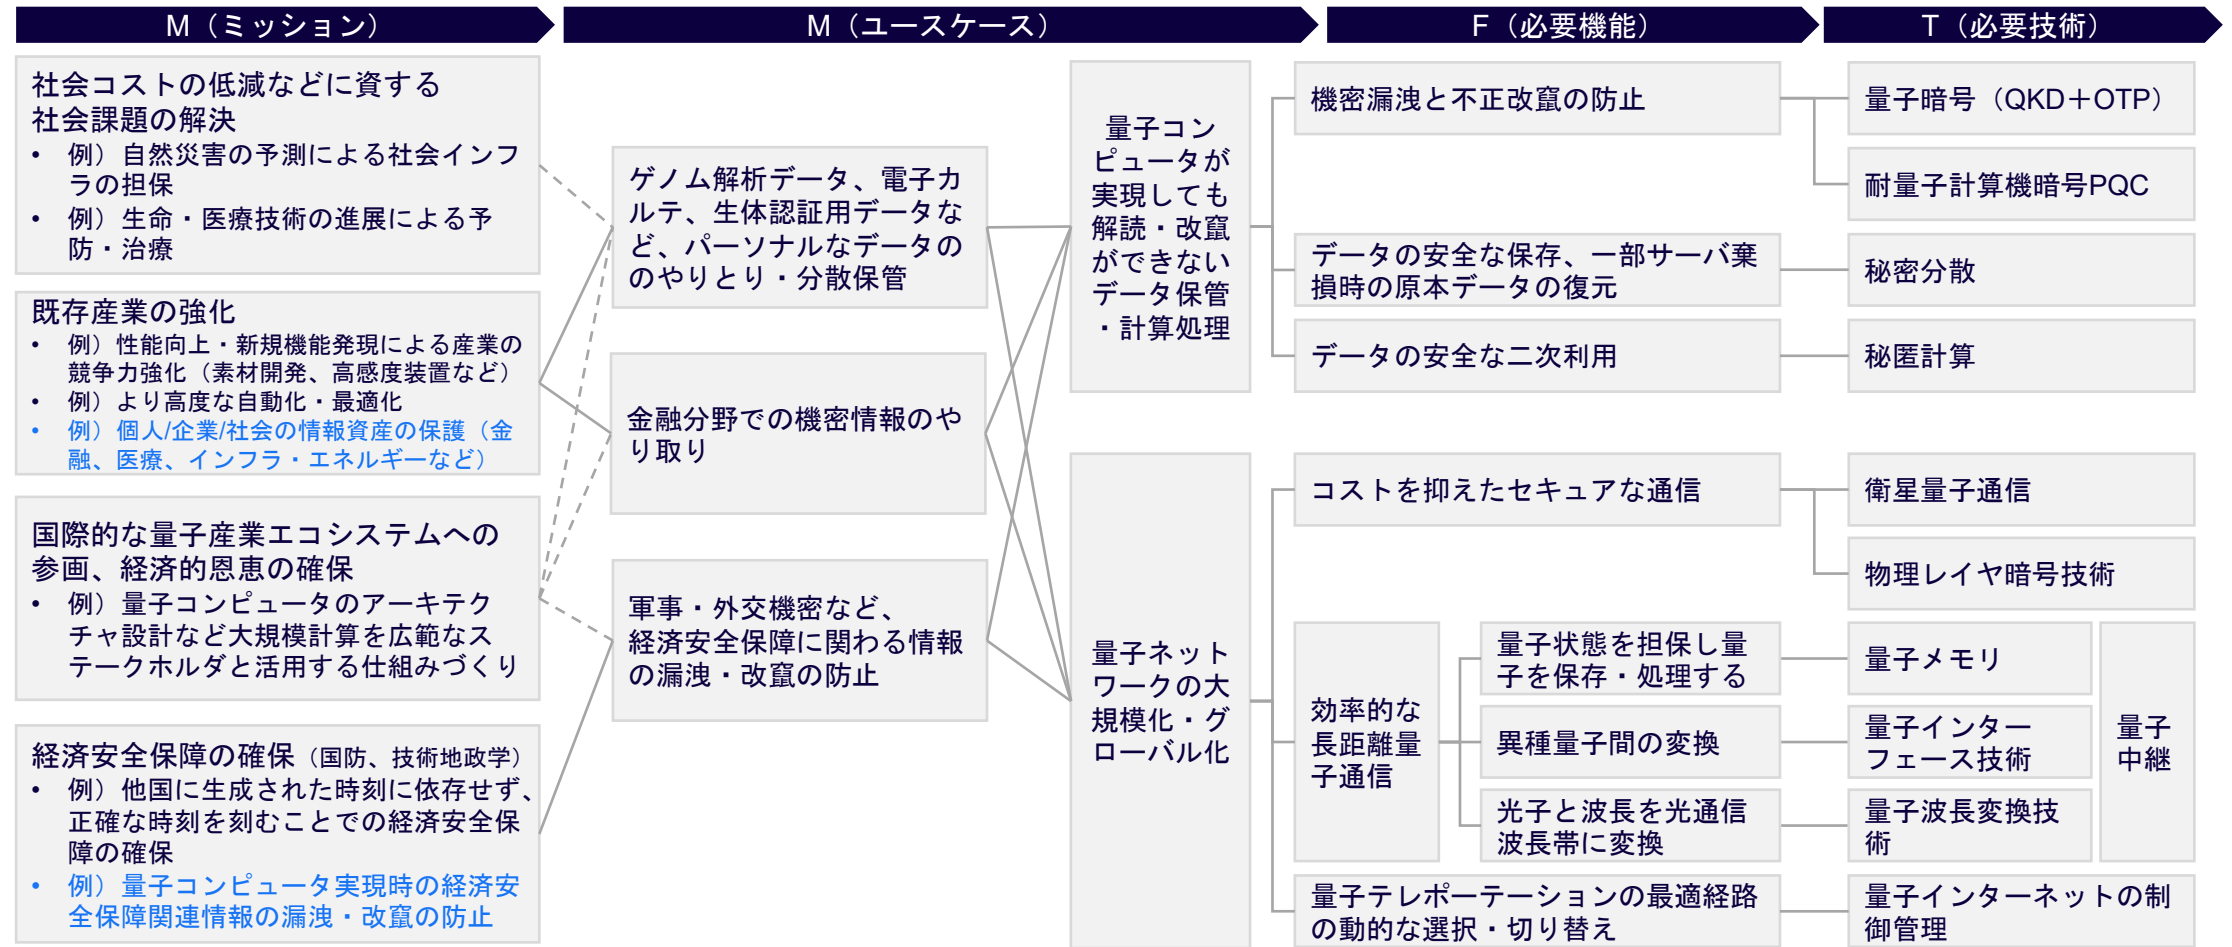 M（ミッション）
M（ユースケース）
F（必要機能）
T（必要技術）
社会コストの低減などに資する
社会課題の解決
• 例）自然災害の予測による社会インフ
ラの担保
• 例）生命・医療技術の進展による予
防・治療
既存産業の強化
• 例）性能向上・新規機能発現による産業の
競争力強化（素材開発、高感度装置など）
• 例）より高度な自動化・最適化
• 例）個人/企業/社会の情報資産の保護（金
融、医療、インフラ・エネルギーなど）
国際的な量子産業エコシステムへの
参画、経済的恩恵の確保
• 例）量子コンピュータのアーキテク
チャ設計など大規模計算を広範なス
テークホルダと活用する仕組みづくり
経済安全保障の確保（国防、技術地政学）
• 例）他国に生成された時刻に依存せず、
正確な時刻を刻むことでの経済安全保
障の確保
• 例）量子コンピュータ実現時の経済安
全保障関連情報の漏洩・改竄の防止
ゲノム解析データ、電子カ
ルテ、生体認証用データな
ど、パーソナルなデータの
のやりとり・分散保管
金融分野での機密情報のや
り取り
軍事・外交機密など、
経済安全保障に関わる情報
の漏洩・改竄の防止
量子コン
ピュータが
実現しても
解読・改竄
ができない
データ保管
・計算処理
量子ネット
ワークの大
規模化・グ
ローバル化
機密漏洩と不正改竄の防止
データの安全な保存、一部サーバ棄
損時の原本データの復元
データの安全な二次利用
コストを抑えたセキュアな通信
効率的な
長距離量
子通信
量子状態を担保し量
子を保存・処理する
異種量子間の変換
光子と波長を光通信
波長帯に変換
量子テレポーテーションの最適経路
の動的な選択・切り替え
量子暗号（QKD＋OTP）
耐量子計算機暗号PQC
秘密分散
秘匿計算
衛星量子通信
物理レイヤ暗号技術
量子メモリ
量子インター
フェース技術
量子波長変換技
術
量子
中継
量子インターネットの制
御管理